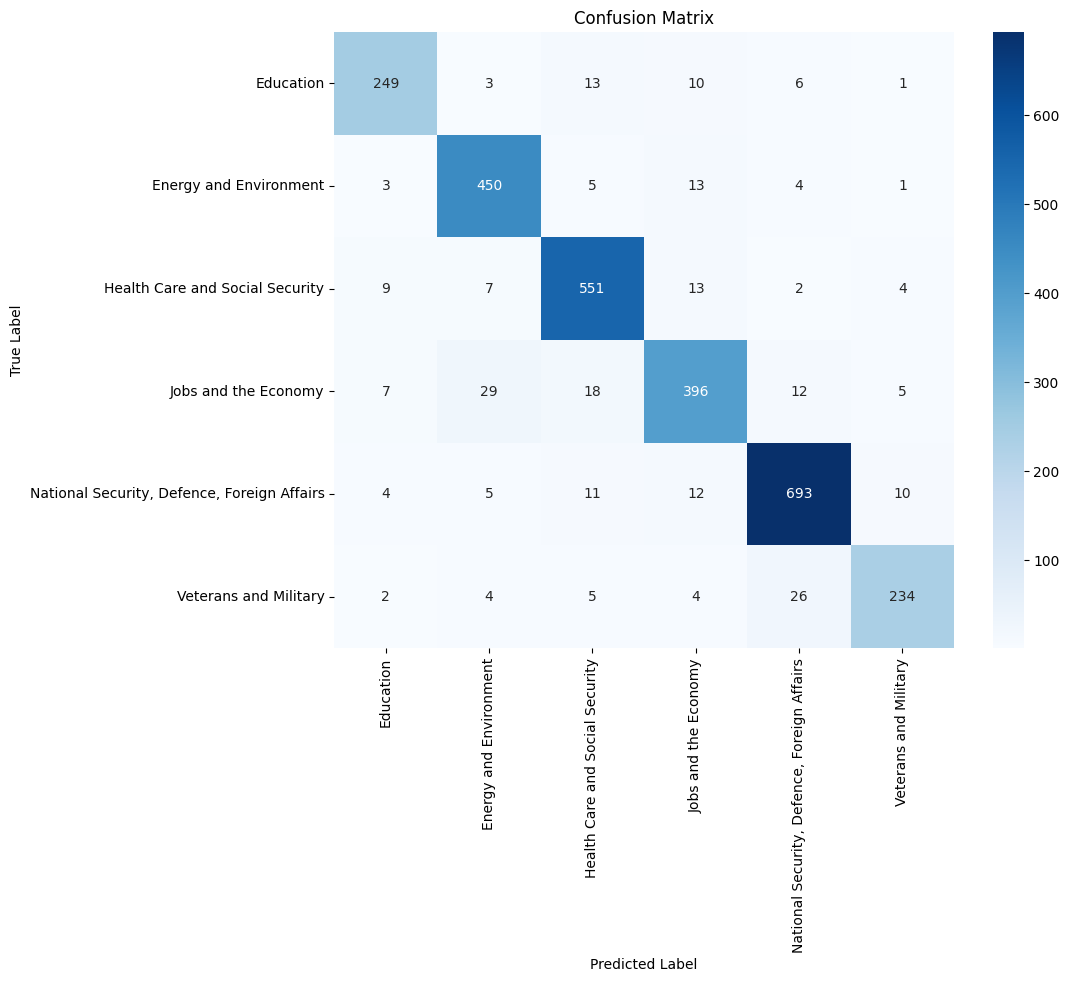 Confusion Matrix
Education
249 3 13 10 6 1
Energy and Environment
3 450 5 13 4 1
Health Care and Social Security
9 7 551 13 2 4
Jobs and the Economy
7 29 18 396 12 5
National Security, Defence, Foreign Affairs
4 5 11 12 693 10
Veterans and Military
2 4 5 4 26 234
True Label
600
500
400
300
200
100
Education
Energy and Environment
Health Care and Social Security
Jobs and the Economy
National Security, Defence, Foreign Affairs
Veterans and Military
Predicted Label